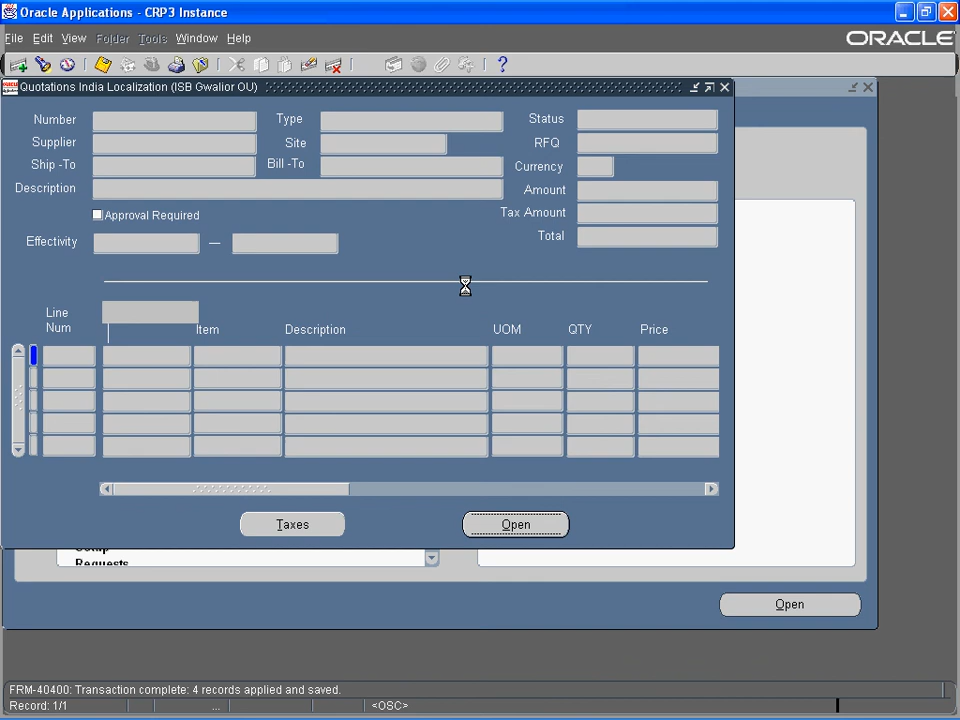 Oracle Applications - CRP3 Instance
File Edit View Folder Tools Window Help
ORACLE
?
Quotations India Localization (ISB Gwalior OU)
Number Type Status
Supplier Site RFQ
Ship -To Bill -To Currency
Description Amount
Approval Required Tax Amount
Effectivity — Total
Line
Num Item Description UOM QTY Price
Taxes Open
Setup
Requests
Open
FRM-40400: Transaction complete: 4 records applied and saved.
Record: 1/1 ... <OSC>